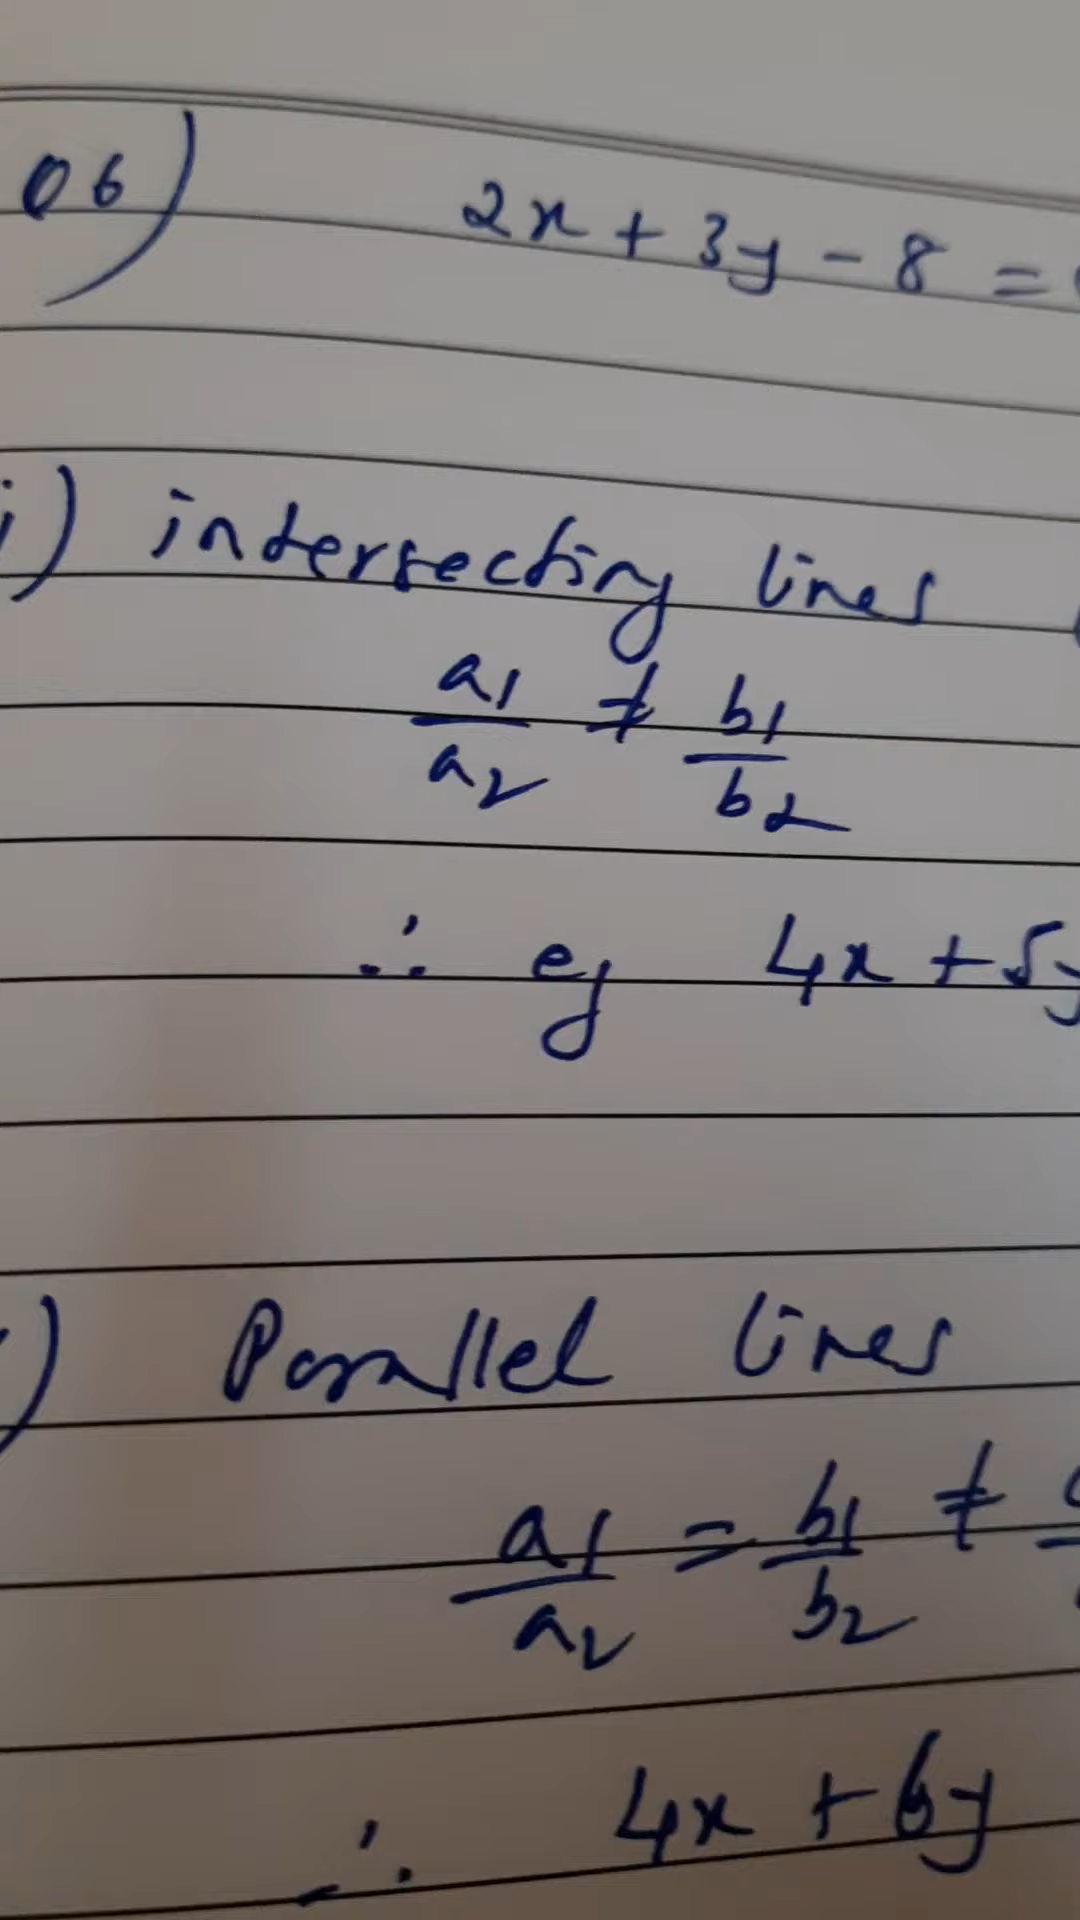 06) 2x + 3y - 8 =
i) intersecting lines
a1/a2 ≠ b1/b2
∴ eg 4x + 5y
) Parallel lines
a1/a2 = b1/b2 ≠
∴ 4x + 6y